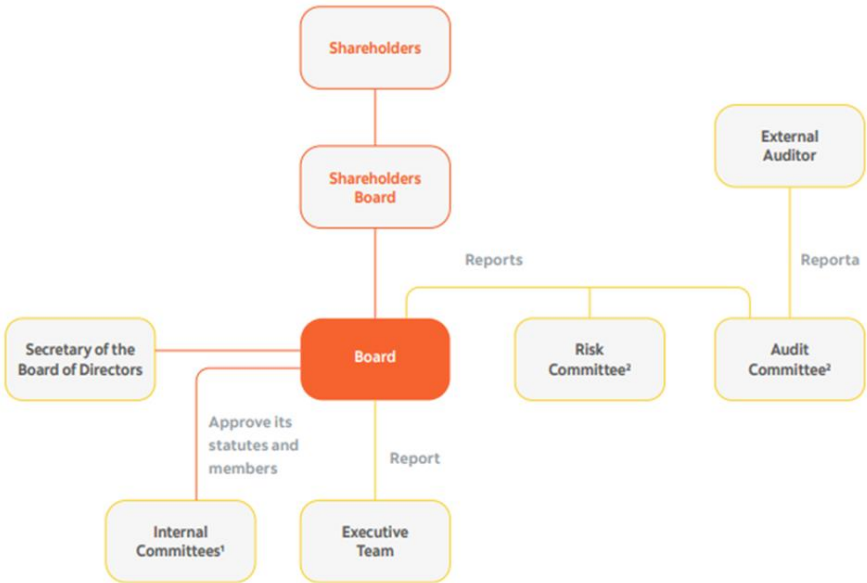 Shareholders
External
Auditor
Shareholders
Board
Reports
Reporta
Secretary of the
Board of Directors
Board
Risk
Committee²
Audit
Committee²
Approve its
statutes and
members
Report
Internal
Committees¹
Executive
Team